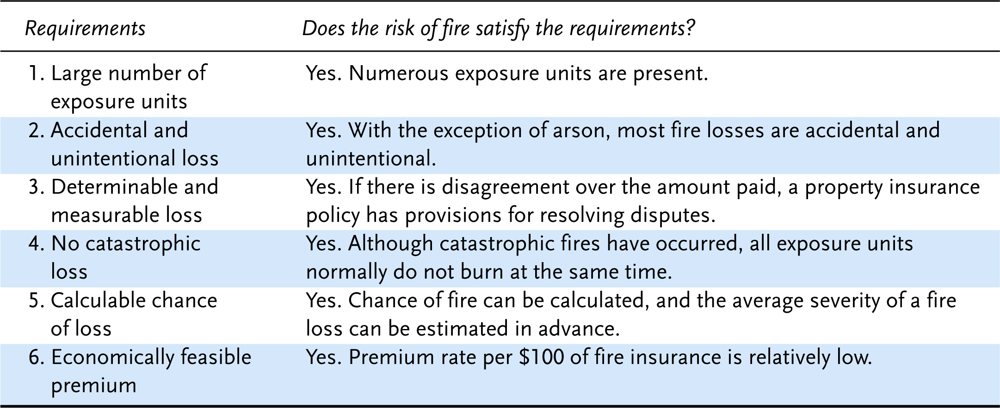 Requirements Does the risk of fire satisfy the requirements?
1. Large number of Yes. Numerous exposure units are present.
exposure units
2. Accidental and Yes. With the exception of arson, most fire losses are accidental and
unintentional loss unintentional.
3. Determinable and Yes. If there is disagreement over the amount paid, a property insurance
measurable loss policy has provisions for resolving disputes.
4. No catastrophic Yes. Although catastrophic fires have occurred, all exposure units
loss normally do not burn at the same time.
5. Calculable chance Yes. Chance of fire can be calculated, and the average severity of a fire
of loss loss can be estimated in advance.
6. Economically feasible Yes. Premium rate per $100 of fire insurance is relatively low.
premium